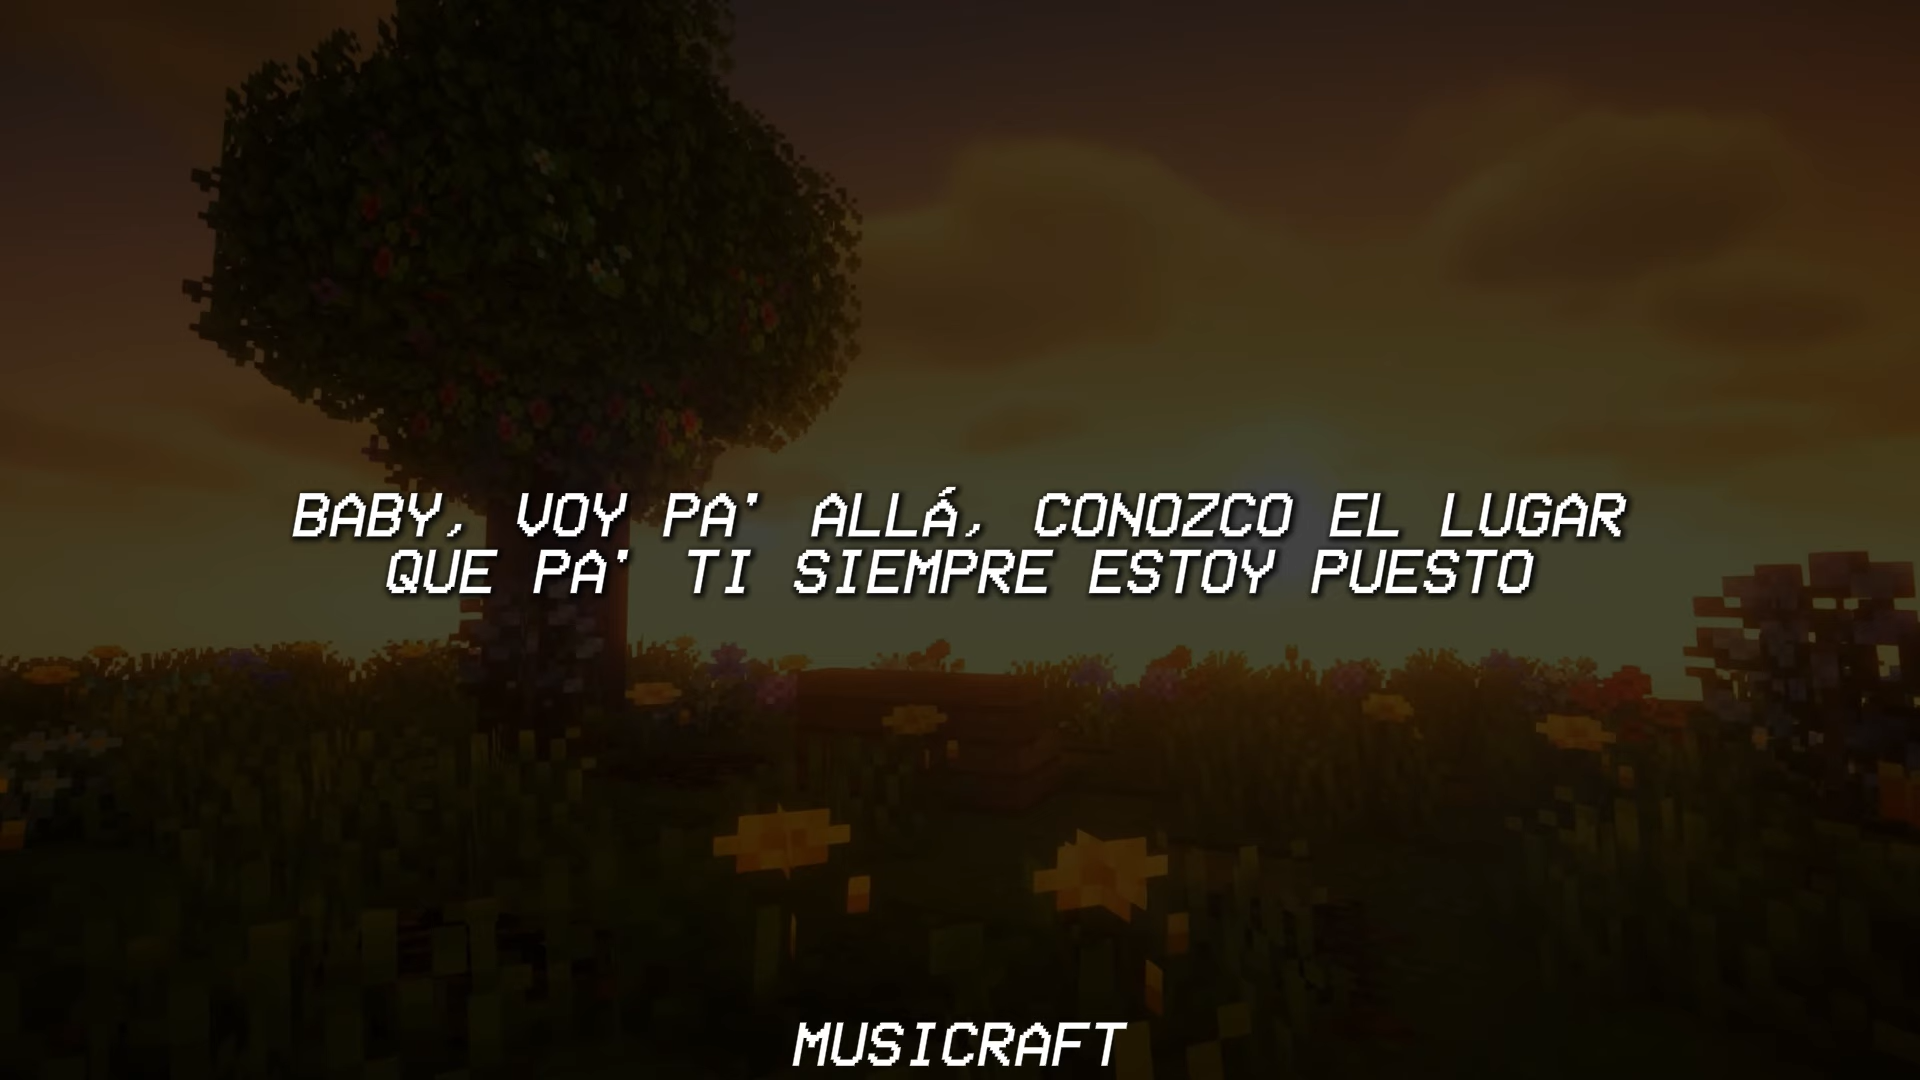 BABY, VOY PA' ALLÁ, CONOZCO EL LUGAR
QUE PA' TI SIEMPRE ESTOY PUESTO
MUSICRAFT